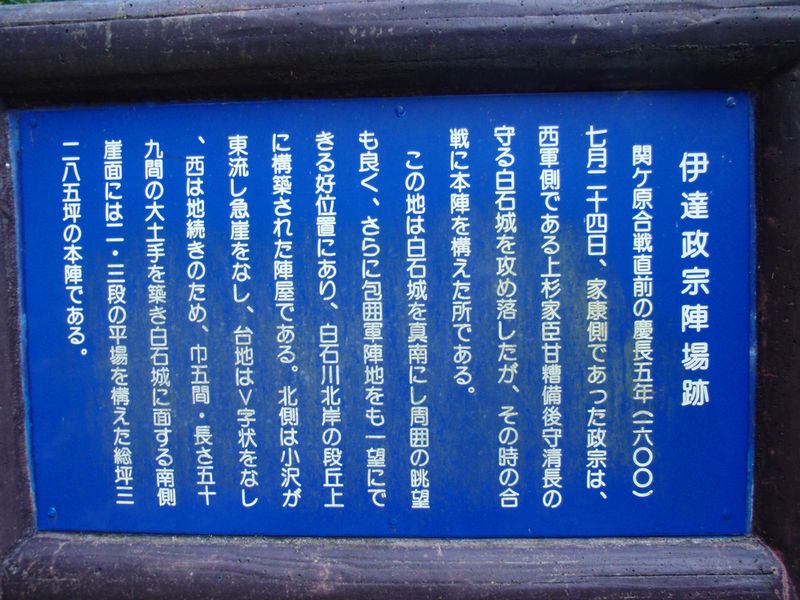 伊達政宗陣場跡
関ケ原合戦直前の慶長五年(一六〇〇)
七月二十四日、家康側であった政宗は、
西軍側である上杉家臣甘糟備後守清長の
守る白石城を攻め落したが、その時の合
戦に本陣を構えた所である。
この地は白石城を真南にし周囲の眺望
も良く、さらに包囲軍陣地をも一望にで
きる好位置にあり、白石川北岸の段丘上
に構築された陣屋である。北側は小沢が
東流し急崖をなし、台地はV字状をなし
、西は地続きのため、巾五間・長さ五十
九間の大土手を築き白石城に面する南側
崖面には二・三段の平場を構えた総坪三
二八五坪の本陣である。